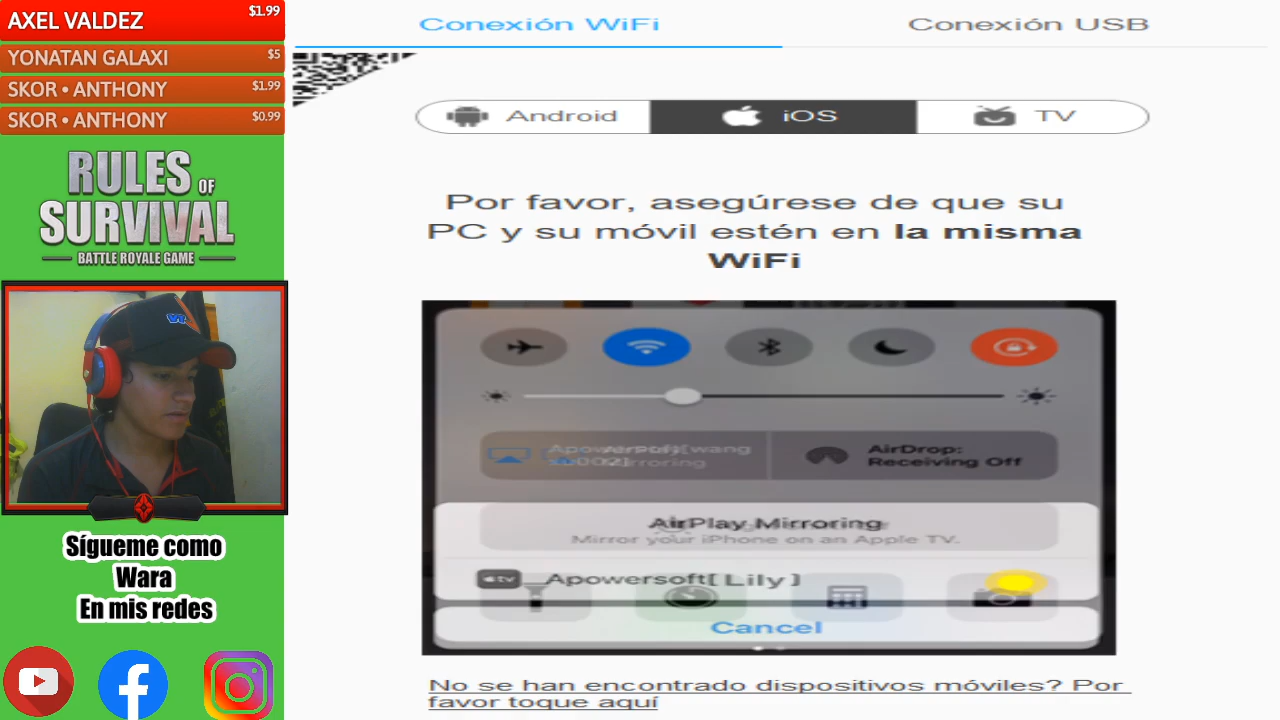 AXEL VALDEZ $1.99
YONATAN GALAXI $5
SKOR • ANTHONY $1.99
SKOR • ANTHONY $0.99
RULES OF
SURVIVAL
BATTLE ROYALE GAME
Sígueme como
Wara
En mis redes
Conexión WiFi Conexión USB
Android iOS TV
Por favor, asegúrese de que su
PC y su móvil estén en la misma
WiFi
AirDrop:
Receiving Off
AirPlay Mirroring
Mirror your iPhone on an Apple TV.
tv Apowersoft[ Lily ]
Cancel
No se han encontrado dispositivos móviles? Por
favor toque aquí